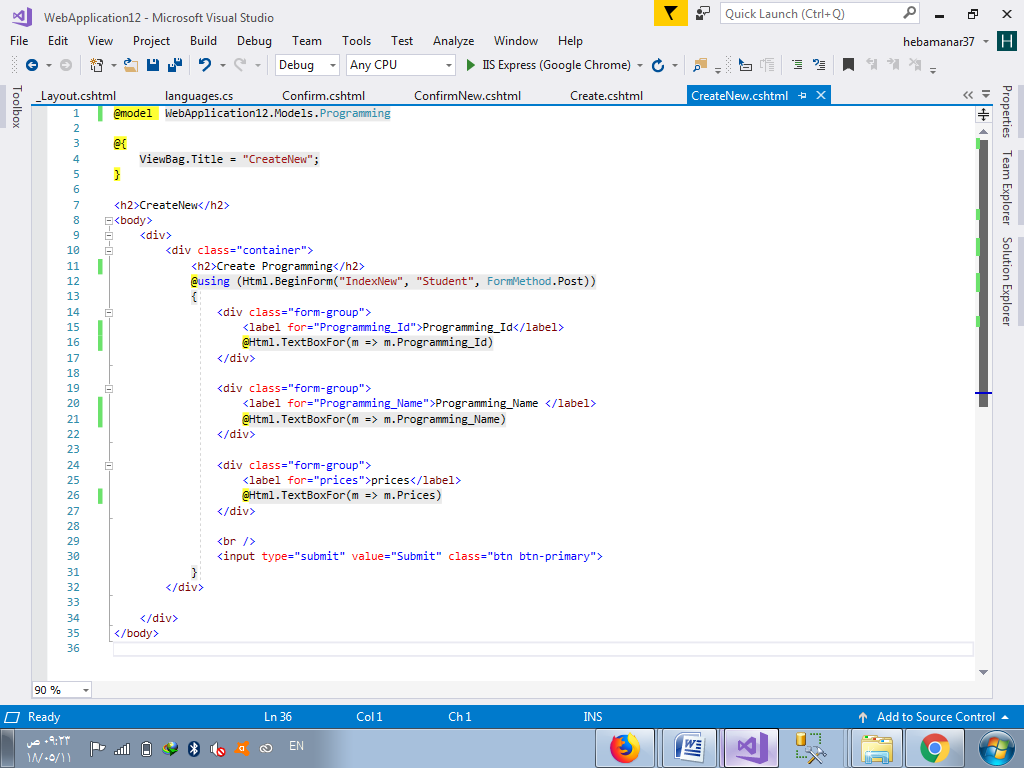 WebApplication12 - Microsoft Visual Studio
Quick Launch (Ctrl+Q)
File Edit View Project Build Debug Team Tools Test Analyze Window Help
hebamanar37
H
Debug Any CPU IIS Express (Google Chrome)
_Layout.cshtml languages.cs Confirm.cshtml ConfirmNew.cshtml Create.cshtml CreateNew.cshtml
Toolbox
Properties
Team Explorer
Solution Explorer
1 @model WebApplication12.Models.Programming
2
3 @{
4 ViewBag.Title = "CreateNew";
5 }
6
7 <h2>CreateNew</h2>
8 <body>
9 <div>
10 <div class="container">
11 <h2>Create Programming</h2>
12 @using (Html.BeginForm("IndexNew", "Student", FormMethod.Post))
13 {
14 <div class="form-group">
15 <label for="Programming_Id">Programming_Id</label>
16 @Html.TextBoxFor(m => m.Programming_Id)
17 </div>
18
19 <div class="form-group">
20 <label for="Programming_Name">Programming_Name </label>
21 @Html.TextBoxFor(m => m.Programming_Name)
22 </div>
23
24 <div class="form-group">
25 <label for="prices">prices</label>
26 @Html.TextBoxFor(m => m.Prices)
27 </div>
28
29 <br />
30 <input type="submit" value="Submit" class="btn btn-primary">
31 }
32 </div>
33
34 </div>
35 </body>
36
90 %
Ready Ln 36 Col 1 Ch 1 INS Add to Source Control
٠٩:٢٣ ص
١٨/٠٥/١١
EN